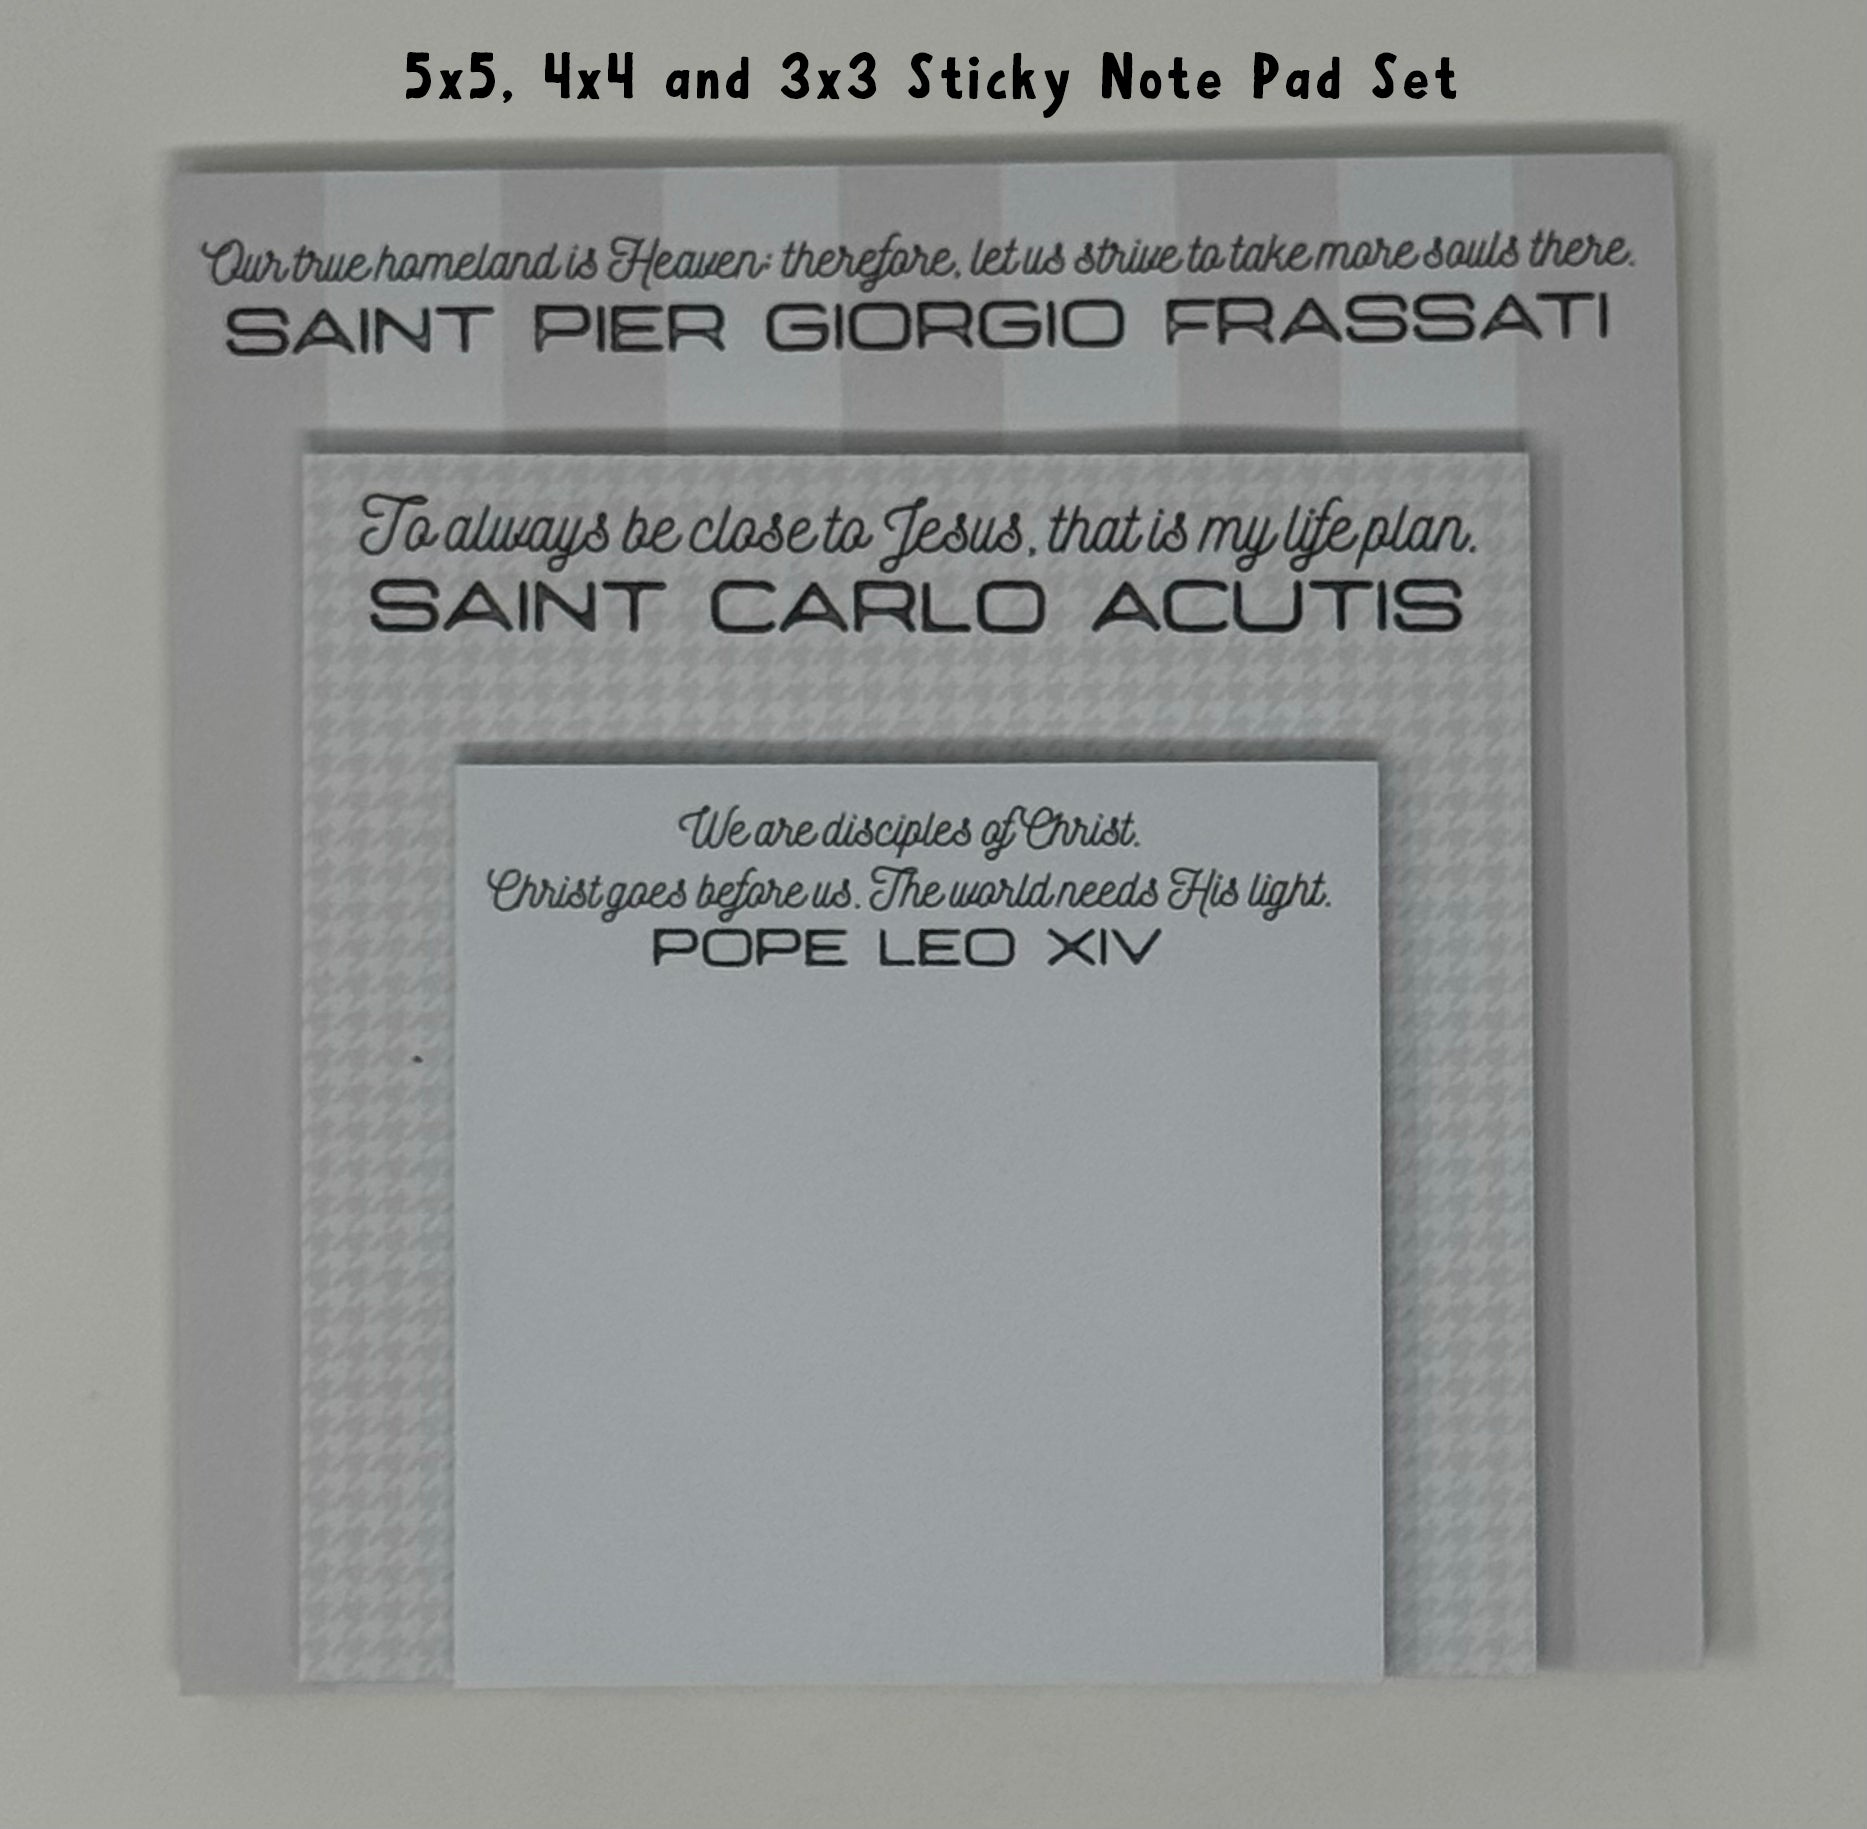 5x5, 4x4 and 3x3 Sticky Note Pad Set
Our true homeland is Heaven; therefore, let us strive to take more souls there.
SAINT PIER GIORGIO FRASSATI
To always be close to Jesus, that is my life plan.
SAINT CARLO ACUTIS
We are disciples of Christ.
Christ goes before us. The world needs His light.
POPE LEO XIV